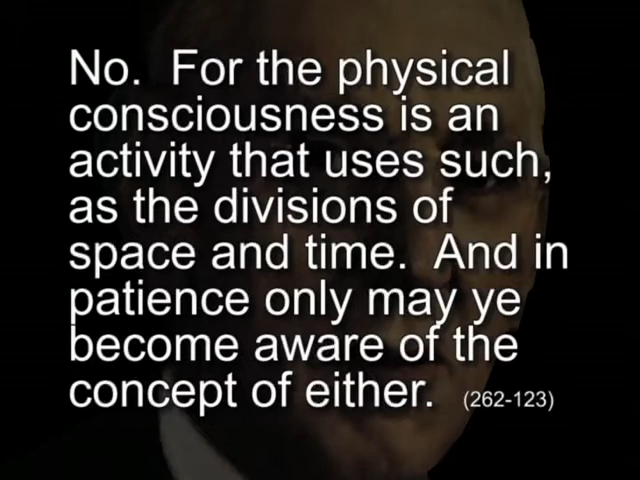 No.  For the physical
consciousness is an
activity that uses such,
as the divisions of
space and time.  And in
patience only may ye
become aware of the
concept of either.  (262-123)